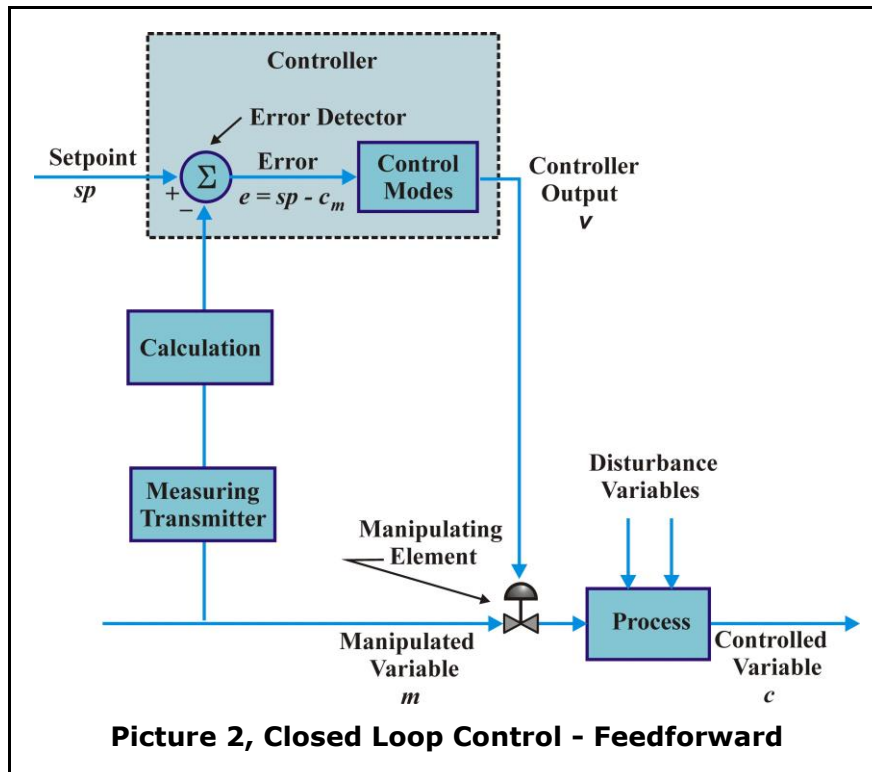 Controller
Error Detector
Setpoint
sp
+
−
Σ
Error
e = sp - cₘ
Control
Modes
Controller
Output
v
Calculation
Measuring
Transmitter
Disturbance
Variables
Manipulating
Element
Process
Manipulated
Variable
m
Controlled
Variable
c
Picture 2, Closed Loop Control - Feedforward